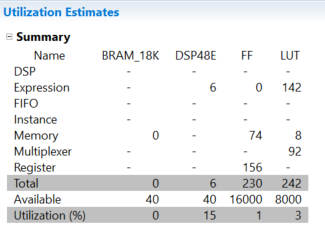 Utilization Estimates
Summary
Name BRAM_18K DSP48E FF LUT
DSP - - - -
Expression - 6 0 142
FIFO - - - -
Instance - - - -
Memory 0 - 74 8
Multiplexer - - - 92
Register - - 156 -
Total 0 6 230 242
Available 40 40 16000 8000
Utilization (%) 0 15 1 3